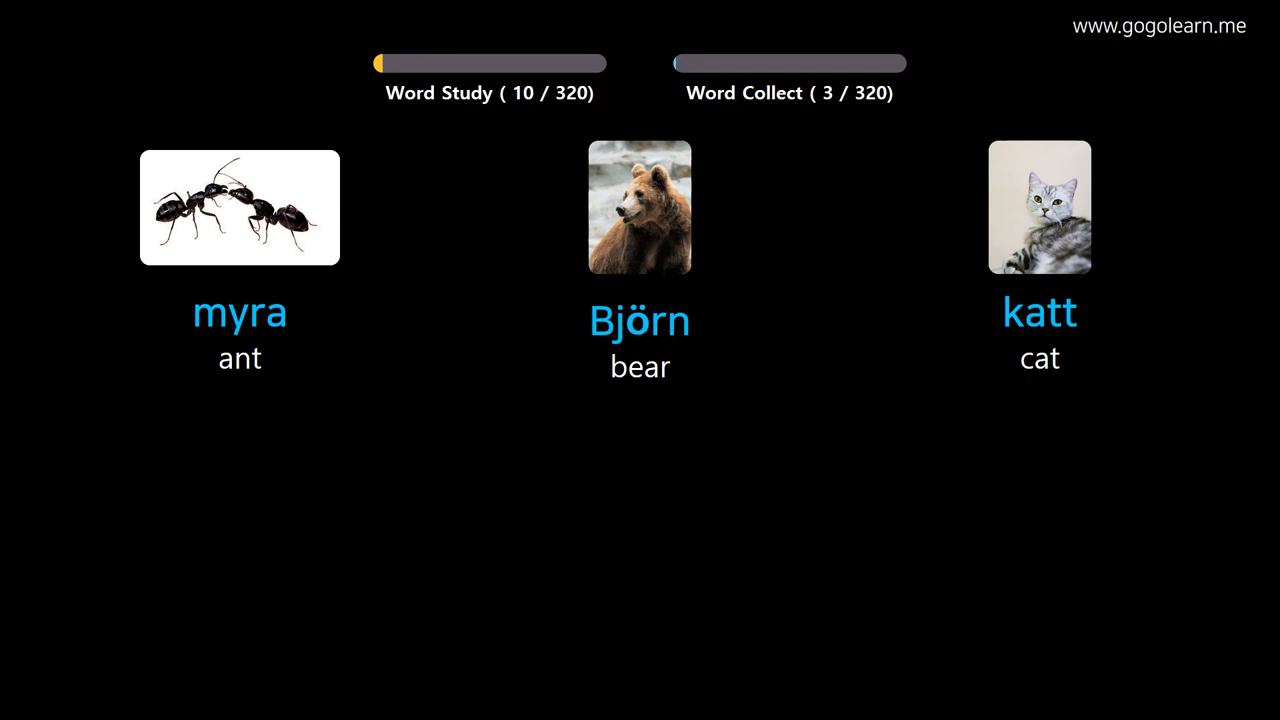 www.gogolearn.me
Word Study ( 10 / 320)
Word Collect ( 3 / 320)
myra
ant
Björn
bear
katt
cat